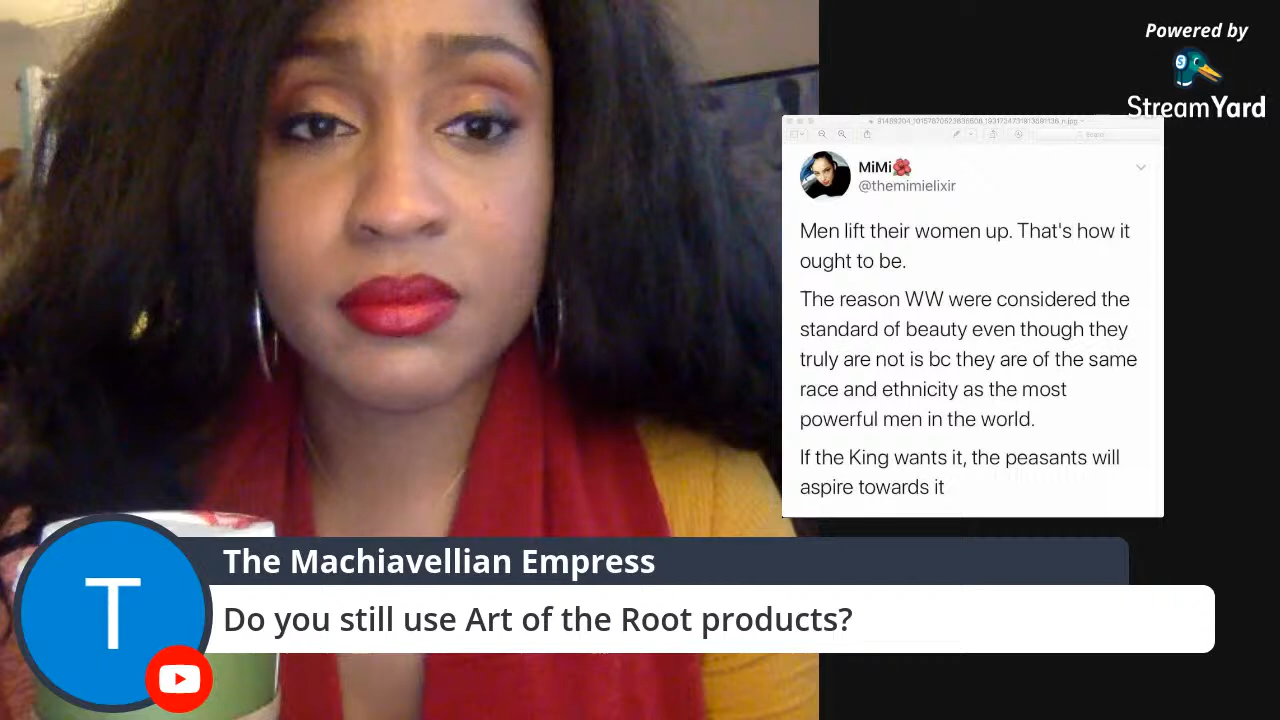 Powered by
StreamYard
MiMi🌺
@themimielixir
Men lift their women up. That's how it
ought to be.
The reason WW were considered the
standard of beauty even though they
truly are not is bc they are of the same
race and ethnicity as the most
powerful men in the world.
If the King wants it, the peasants will
aspire towards it
T
The Machiavellian Empress
Do you still use Art of the Root products?